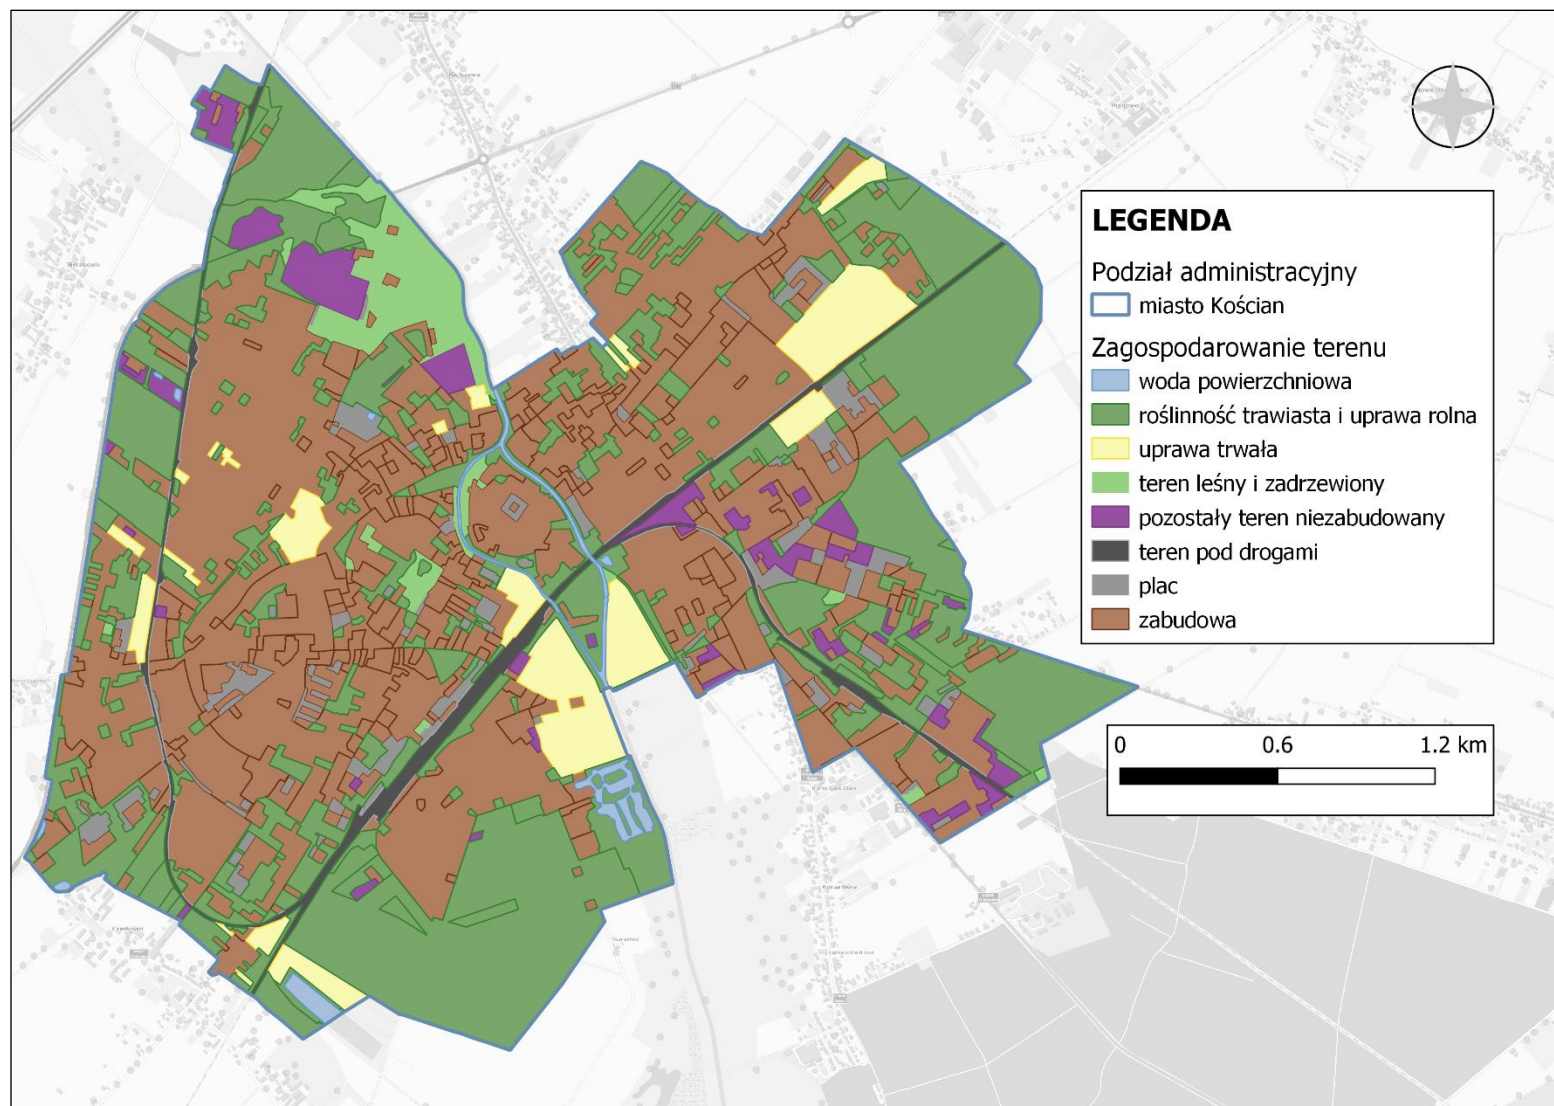 LEGENDA
Podział administracyjny
miasto Kościan
Zagospodarowanie terenu
woda powierzchniowa
roślinność trawiasta i uprawa rolna
uprawa trwała
teren leśny i zadrzewiony
pozostały teren niezabudowany
teren pod drogami
plac
zabudowa
0 0.6 1.2 km